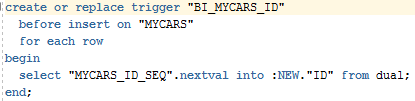 create or replace trigger "BI_MYCARS_ID"
before insert on "MYCARS"
for each row
begin
select "MYCARS_ID_SEQ".nextval into :NEW."ID" from dual;
end;